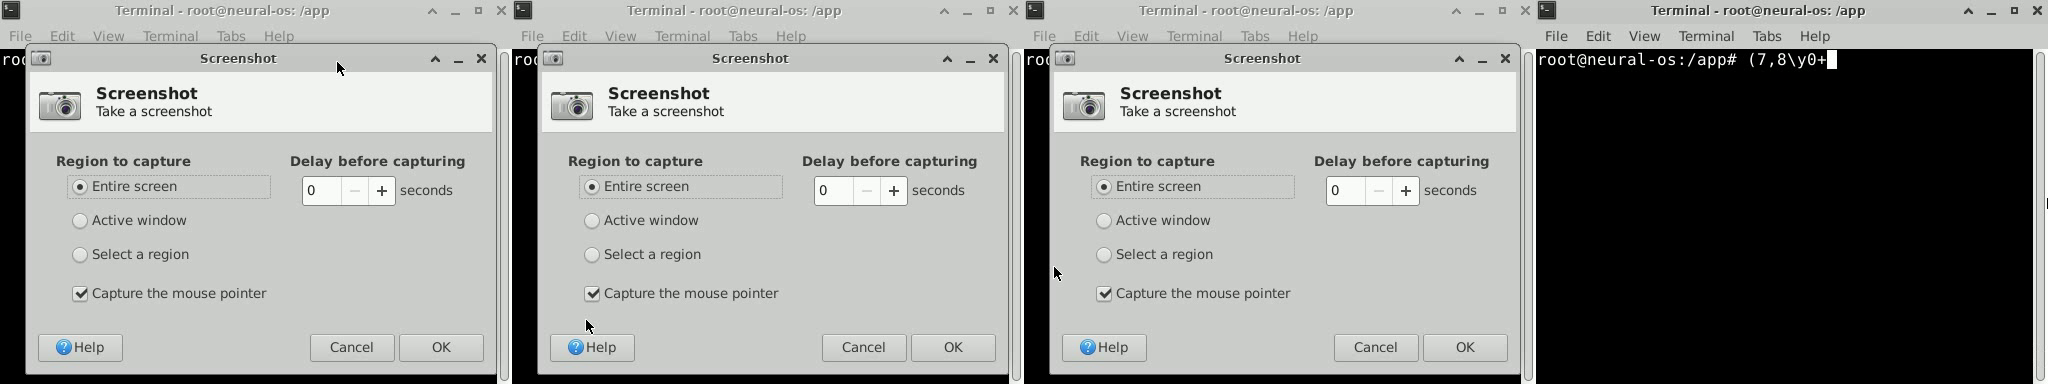 Terminal - root@neural-os: /app
File Edit View Terminal Tabs Help
roo
Screenshot
Screenshot
Take a screenshot
Region to capture
Delay before capturing
Entire screen
0
seconds
Active window
Select a region
Capture the mouse pointer
Help
Cancel
OK
Terminal - root@neural-os: /app
File Edit View Terminal Tabs Help
roo
Screenshot
Screenshot
Take a screenshot
Region to capture
Delay before capturing
Entire screen
0
seconds
Active window
Select a region
Capture the mouse pointer
Help
Cancel
OK
Terminal - root@neural-os: /app
File Edit View Terminal Tabs Help
roo
Screenshot
Screenshot
Take a screenshot
Region to capture
Delay before capturing
Entire screen
0
seconds
Active window
Select a region
Capture the mouse pointer
Help
Cancel
OK
Terminal - root@neural-os: /app
File Edit View Terminal Tabs Help
root@neural-os:/app# (7,8\y0+